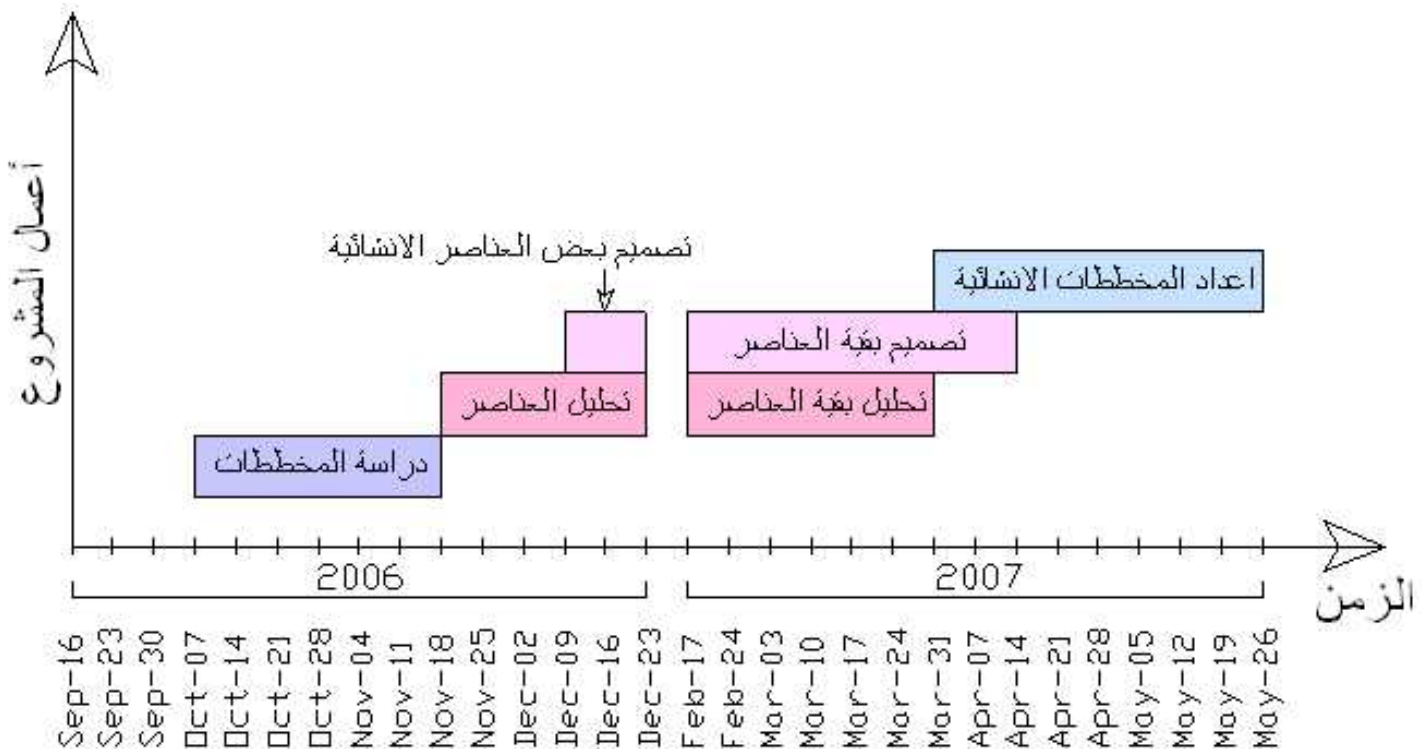 أعمال المشروع
تصميم بعض العناصر الانشائية
اعداد المخططات الانشائية
تصميم بقية العناصر
تحليل العناصر
تحليل بقية العناصر
دراسة المخططات
2006
2007
الزمن
Sep-16
Sep-23
Sep-30
Oct-07
Oct-14
Oct-21
Oct-28
Nov-04
Nov-11
Nov-18
Nov-25
Dec-02
Dec-09
Dec-16
Dec-23
Feb-17
Feb-24
Mar-03
Mar-10
Mar-17
Mar-24
Mar-31
Apr-07
Apr-14
Apr-21
Apr-28
May-05
May-12
May-19
May-26